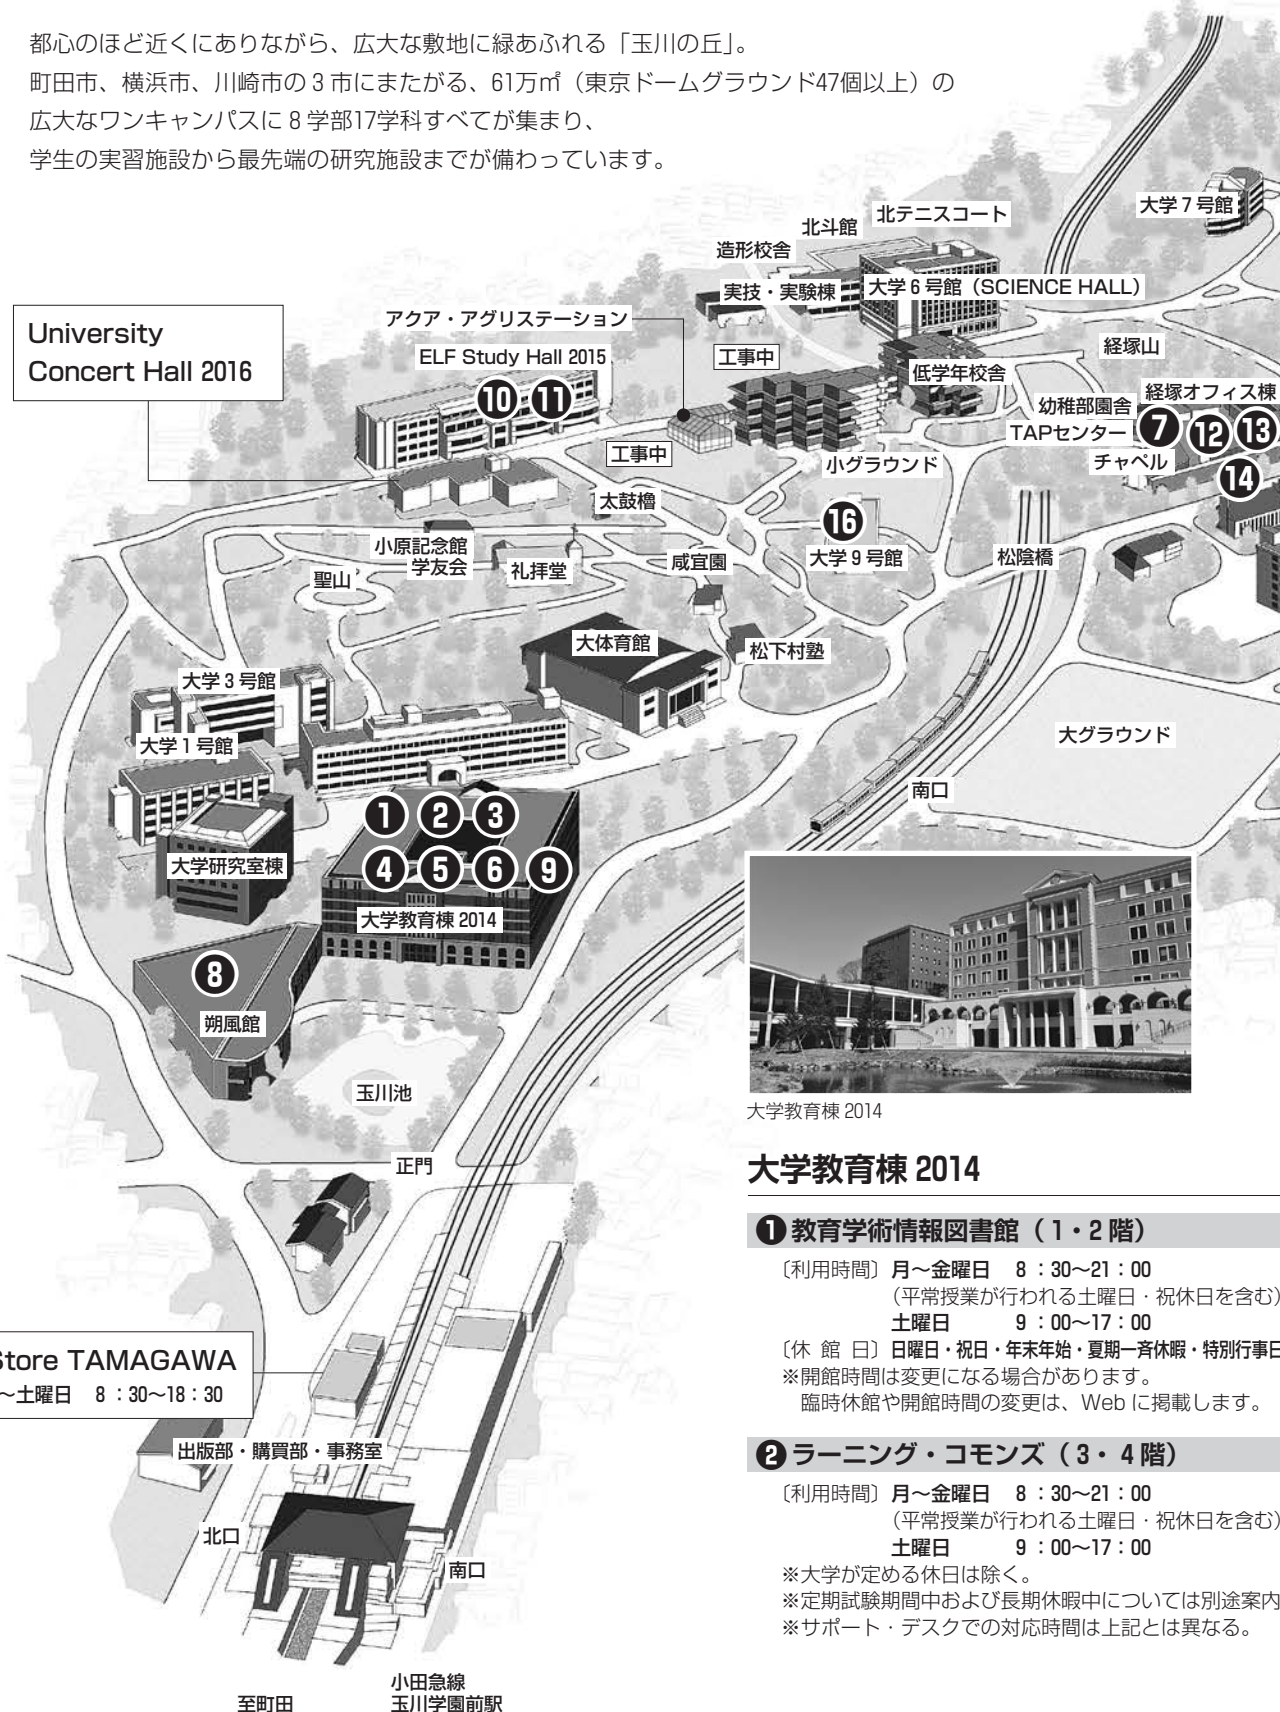 都心のほど近くにありながら、広大な敷地に緑あふれる「玉川の丘」。
町田市、横浜市、川崎市の3市にまたがる、61万㎡（東京ドームグラウンド47個以上）の
広大なワンキャンパスに8学部17学科すべてが集まり、
学生の実習施設から最先端の研究施設までが備わっています。
大学7号館
北テニスコート
北斗館
造形校舎
実技・実験棟
大学6号館（SCIENCE HALL）
University
Concert Hall 2016
アクア・アグリステーション
ELF Study Hall 2015
工事中
低学年校舎
経塚山
経塚オフィス棟
幼稚部園舎
TAPセンター
チャペル
❿ ⓫
❼ ⓬ ⓭
⓮
工事中
小グラウンド
太鼓櫓
⓰
大学9号館
松陰橋
小原記念館
学友会
礼拝堂
咸宜園
聖山
大体育館
松下村塾
大学3号館
大学1号館
大グラウンド
南口
❶ ❷ ❸
❹ ❺ ❻ ❾
大学研究室棟
大学教育棟 2014
❽
朔風館
玉川池
正門
Store TAMAGAWA
〜土曜日 8：30〜18：30
出版部・購買部・事務室
北口
南口
小田急線
玉川学園前駅
至町田
大学教育棟 2014
大学教育棟 2014
❶教育学術情報図書館（1・2階）
〔利用時間〕月〜金曜日 8：30〜21：00
（平常授業が行われる土曜日・祝休日を含む）
土曜日 9：00〜17：00
〔休 館 日〕日曜日・祝日・年末年始・夏期一斉休暇・特別行事日
※開館時間は変更になる場合があります。
臨時休館や開館時間の変更は、Web に掲載します。
❷ラーニング・コモンズ（3・4階）
〔利用時間〕月〜金曜日 8：30〜21：00
（平常授業が行われる土曜日・祝休日を含む）
土曜日 9：00〜17：00
※大学が定める休日は除く。
※定期試験期間中および長期休暇中については別途案内
※サポート・デスクでの対応時間は上記とは異なる。